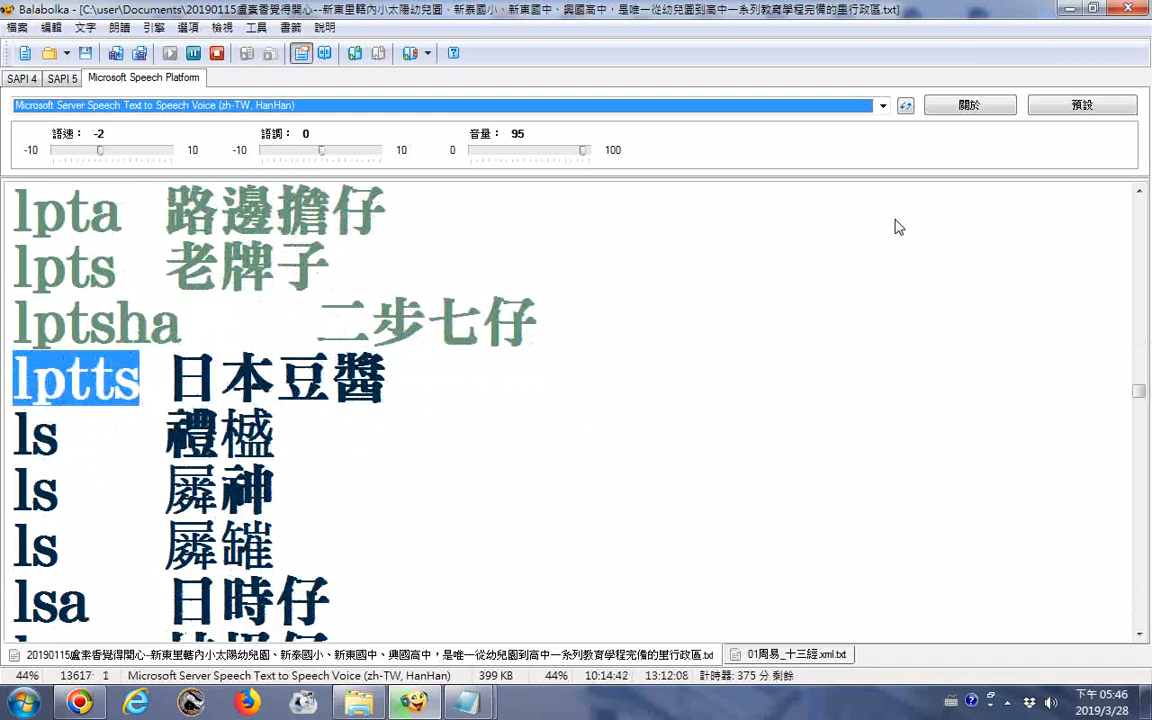 Balabolka - [C:\user\Documents\20190115盧素香覺得開心--新東里轄內小太陽幼兒園、新泰國小、新東國中、興國高中，是唯一從幼兒園到高中一系列教育學程完備的里行政區.txt]
檔案 編輯 文字 朗讀 引擎 選項 檢視 工具 書籤 說明
SAPI 4 SAPI 5 Microsoft Speech Platform
Microsoft Server Speech Text to Speech Voice (zh-TW, HanHan) 關於 預設
語速： -2 語調： 0 音量： 95
-10 10 -10 10 0 100
lpta 路邊擔仔
lpts 老牌子
lptsha 二步七仔
lptts 日本豆醬
ls 禮楹
ls 羼神
ls
lsa 日時仔
20190115盧素香覺得開心--新東里轄內小太陽幼兒園、新泰國小、新東國中、興國高中，是唯一從幼兒園到高中一系列教育學程完備的里行政區.txt 01周易_十三經.xml.txt
44% 13617: 1 Microsoft Server Speech Text to Speech Voice (zh-TW, HanHan) 399 KB 44% 10:14:42 13:12:08 計時器: 375 分 剩餘
下午 05:46
2019/3/28